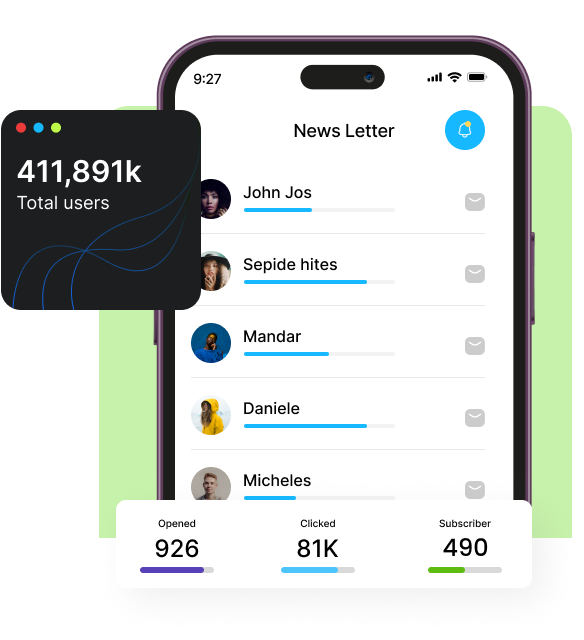 9:27
News Letter
411,891k
Total users
John Jos
Sepide hites
Mandar
Daniele
Micheles
Opened
Clicked
Subscriber
926
81K
490